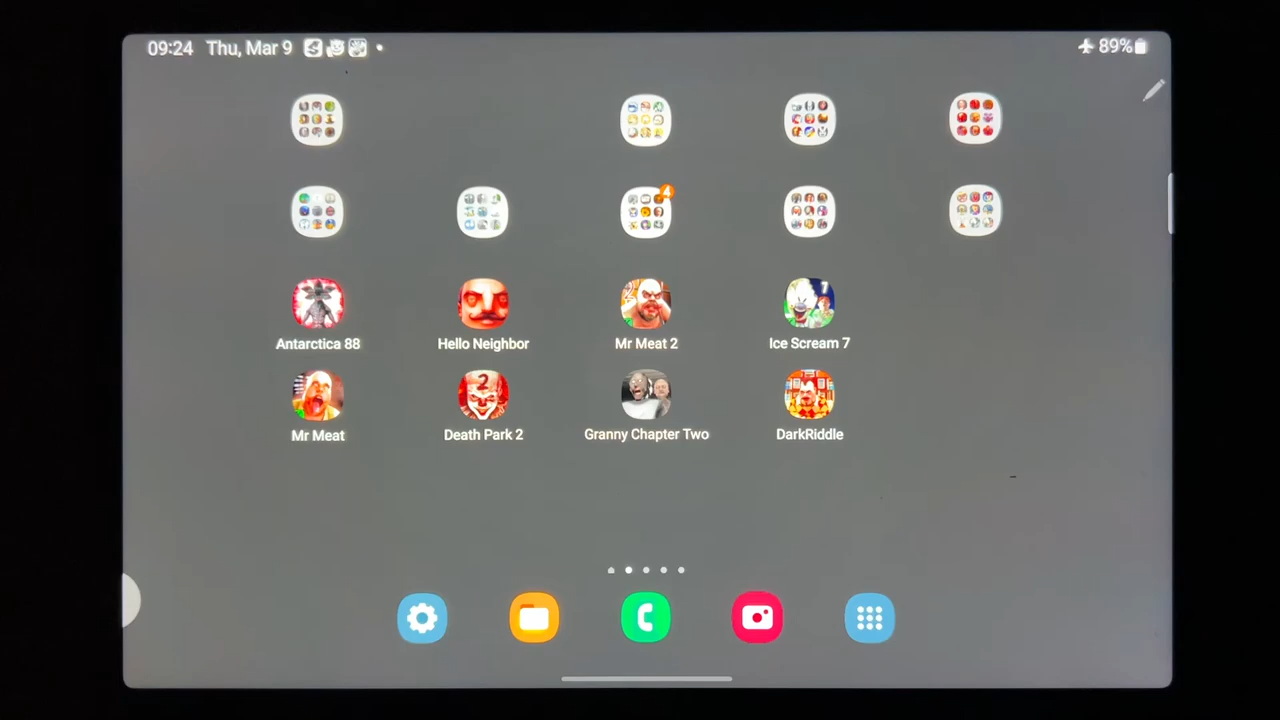 09:24 Thu, Mar 9 89%
4
Antarctica 88 Hello Neighbor Mr Meat 2 Ice Scream 7
Mr Meat Death Park 2 Granny Chapter Two DarkRiddle